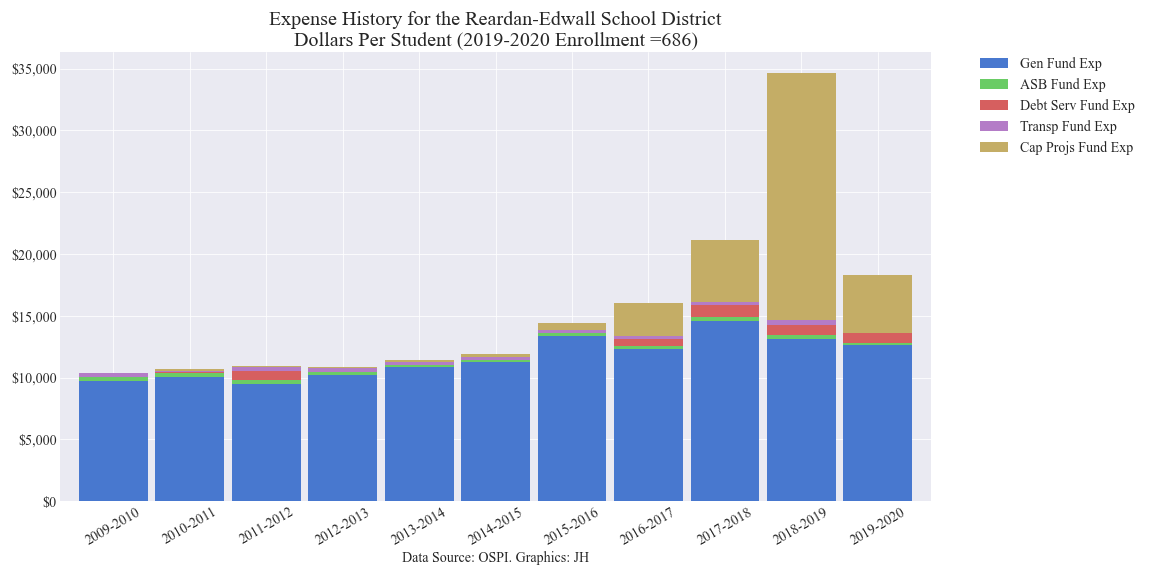 Expense History for the Reardan-Edwall School District
Dollars Per Student (2019-2020 Enrollment =686)
$35,000
$30,000
$25,000
$20,000
$15,000
$10,000
$5,000
$0
Gen Fund Exp
ASB Fund Exp
Debt Serv Fund Exp
Transp Fund Exp
Cap Projs Fund Exp
2009-2010
2010-2011
2011-2012
2012-2013
2013-2014
2014-2015
2015-2016
2016-2017
2017-2018
2018-2019
2019-2020
Data Source: OSPI. Graphics: JH